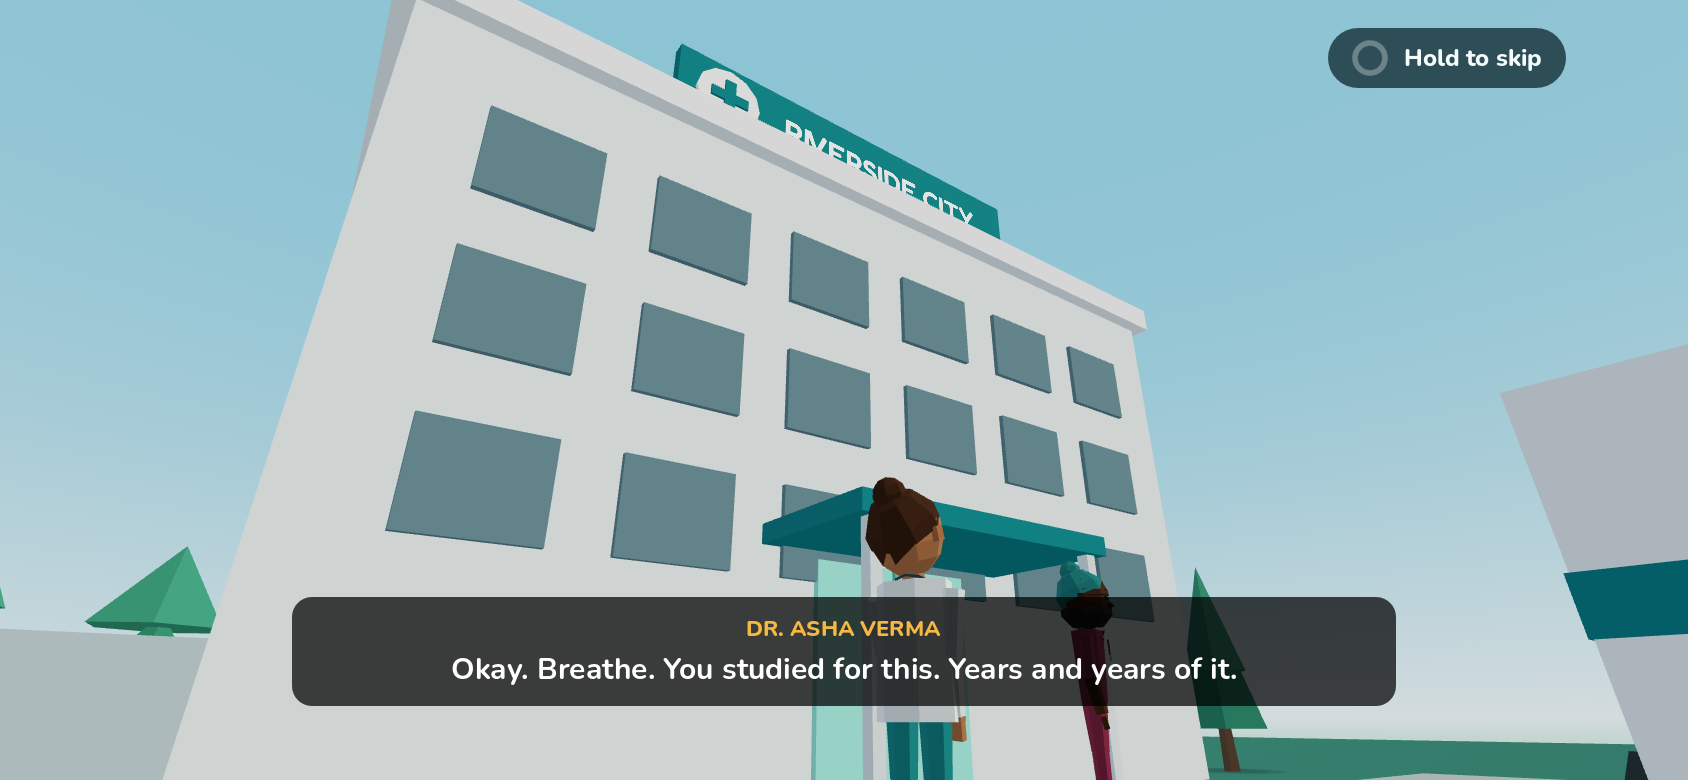 Hold to skip
RIVERSIDE CITY
DR. ASHA VERMA
Okay. Breathe. You studied for this. Years and years of it.